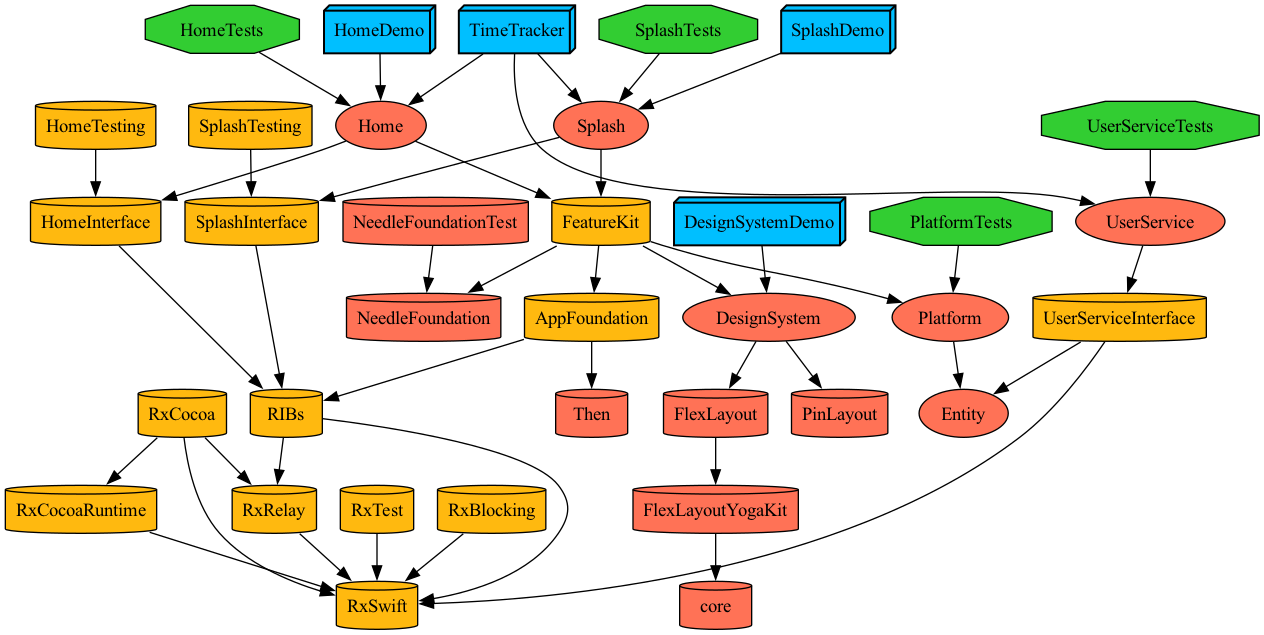 HomeTests
HomeDemo
TimeTracker
SplashTests
SplashDemo
HomeTesting
SplashTesting
Home
Splash
UserServiceTests
HomeInterface
SplashInterface
NeedleFoundationTest
FeatureKit
DesignSystemDemo
PlatformTests
UserService
NeedleFoundation
AppFoundation
DesignSystem
Platform
UserServiceInterface
RxCocoa
RIBs
Then
FlexLayout
PinLayout
Entity
RxCocoaRuntime
RxRelay
RxTest
RxBlocking
FlexLayoutYogaKit
RxSwift
core